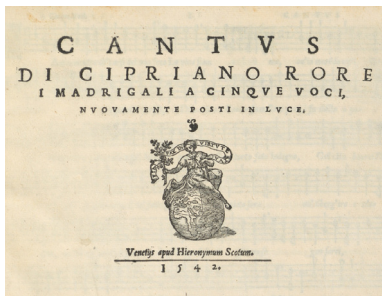 CANTVS
DI CIPRIANO RORE
I MADRIGALI A CINQVE VOCI,
NVOVAMENTE POSTI IN LVCE.
Venetijs apud Hieronymum Scotum.
1542.